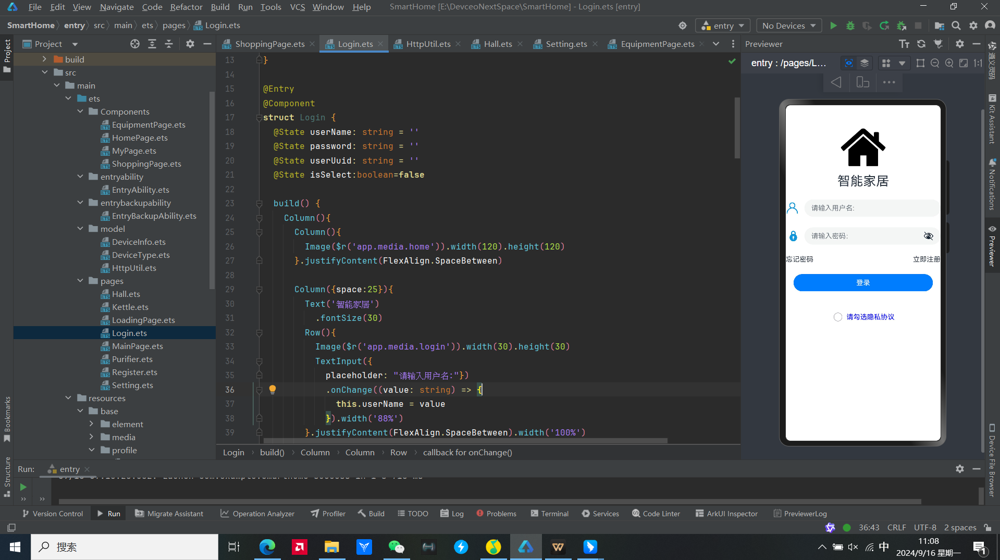 File Edit View Navigate Code Refactor Build Run Tools VCS Window Help SmartHome [E:\DevceoNextSpace\SmartHome] - Login.ets [entry]
SmartHome entry src main ets pages Login.ets
entry No Devices
Project
ShoppingPage.ets Login.ets HttpUtil.ets Hall.ets Setting.ets EquipmentPage.ets
Previewer
entry : /pages/L...
Project
build
src
main
ets
Components
EquipmentPage.ets
HomePage.ets
MyPage.ets
ShoppingPage.ets
entryability
EntryAbility.ets
entrybackupability
EntryBackupAbility.ets
model
DeviceInfo.ets
DeviceType.ets
HttpUtil.ets
pages
Hall.ets
Kettle.ets
LoadingPage.ets
Login.ets
MainPage.ets
Purifier.ets
Register.ets
Setting.ets
resources
base
element
media
profile
Bookmarks
Structure
13 }
14
15 @Entry
16 @Component
17 struct Login {
18 @State userName: string = ''
19 @State password: string = ''
20 @State userUuid: string = ''
21 @State isSelect:boolean=false
22
23 build() {
24 Column(){
25 Column(){
26 Image($r('app.media.home')).width(120).height(120)
27 }.justifyContent(FlexAlign.SpaceBetween)
28
29 Column({space:25}){
30 Text('智能家居')
31 .fontSize(30)
32 Row(){
33 Image($r('app.media.login')).width(30).height(30)
34 TextInput({
35 placeholder: "请输入用户名:"})
36 .onChange((value: string) => {
37 this.userName = value
38 }).width('88%')
39 }.justifyContent(FlexAlign.SpaceBetween).width('100%')
Login build() Column Column Row callback for onChange()
智能家居
请输入用户名:
请输入密码:
忘记密码 立即注册
登录
请勾选隐私协议
1:1
通义灵码
Kit Assistant
Notifications
Previewer
Device File Browser
Run: entry
Version Control Run Migrate Assistant Operation Analyzer Profiler Build TODO Log Problems Terminal Services Code Linter ArkUI Inspector PreviewerLog
36:43 CRLF UTF-8 2 spaces
搜索
中
11:08
2024/9/16 星期一
1